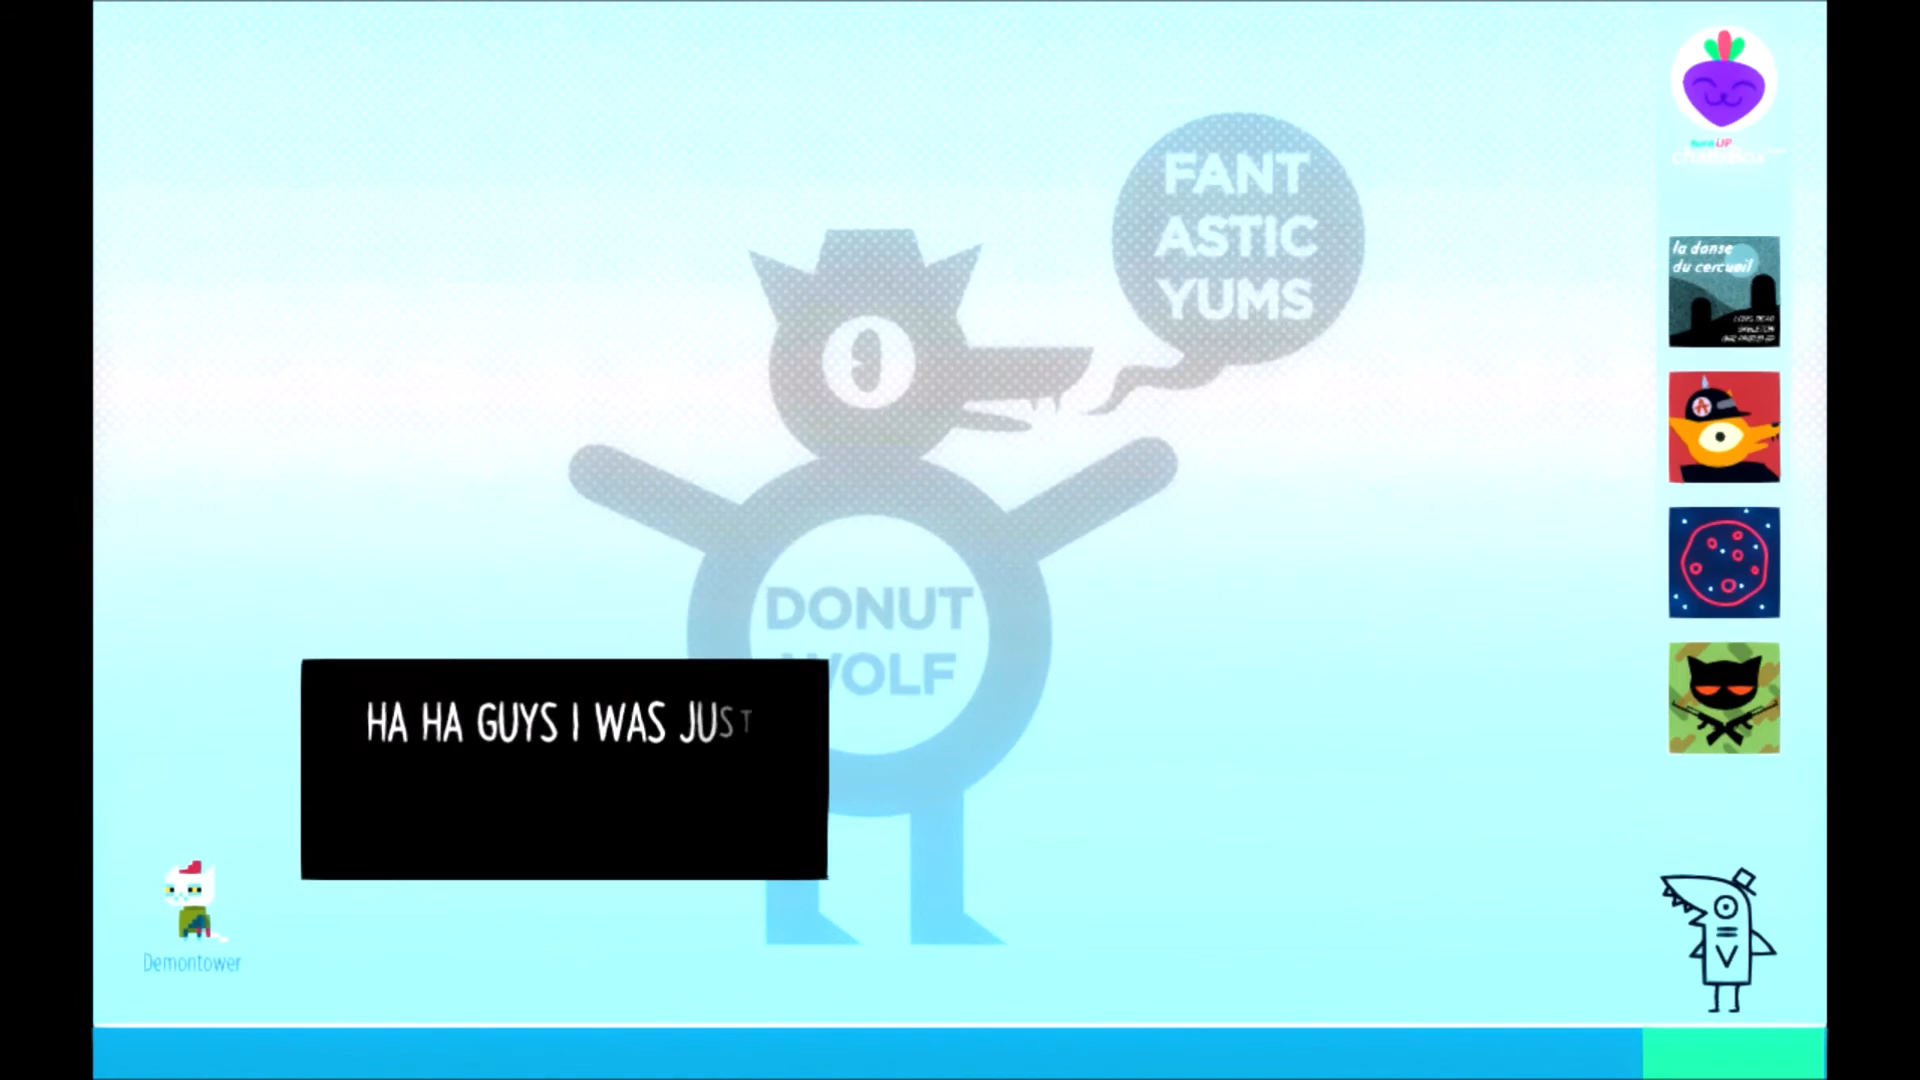 FANT
ASTIC
YUMS
la danse
du cercueil
DONUT
WOLF
HA HA GUYS I WAS JUST
Demontower